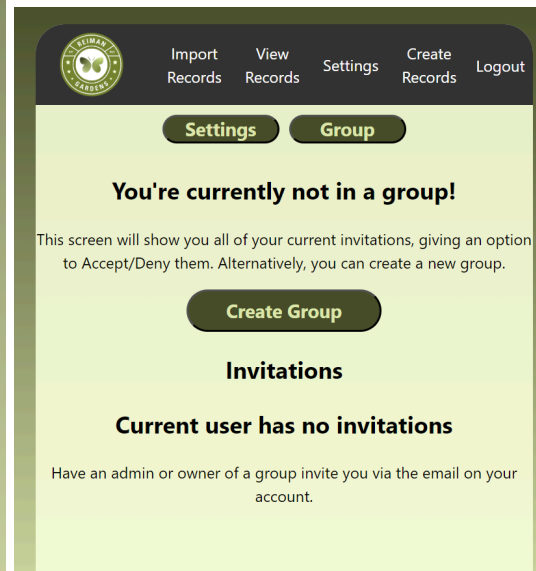 REIMAN
GARDENS
Import Records
View Records
Settings
Create Records
Logout
Settings
Group
You're currently not in a group!
This screen will show you all of your current invitations, giving an option
to Accept/Deny them. Alternatively, you can create a new group.
Create Group
Invitations
Current user has no invitations
Have an admin or owner of a group invite you via the email on your
account.